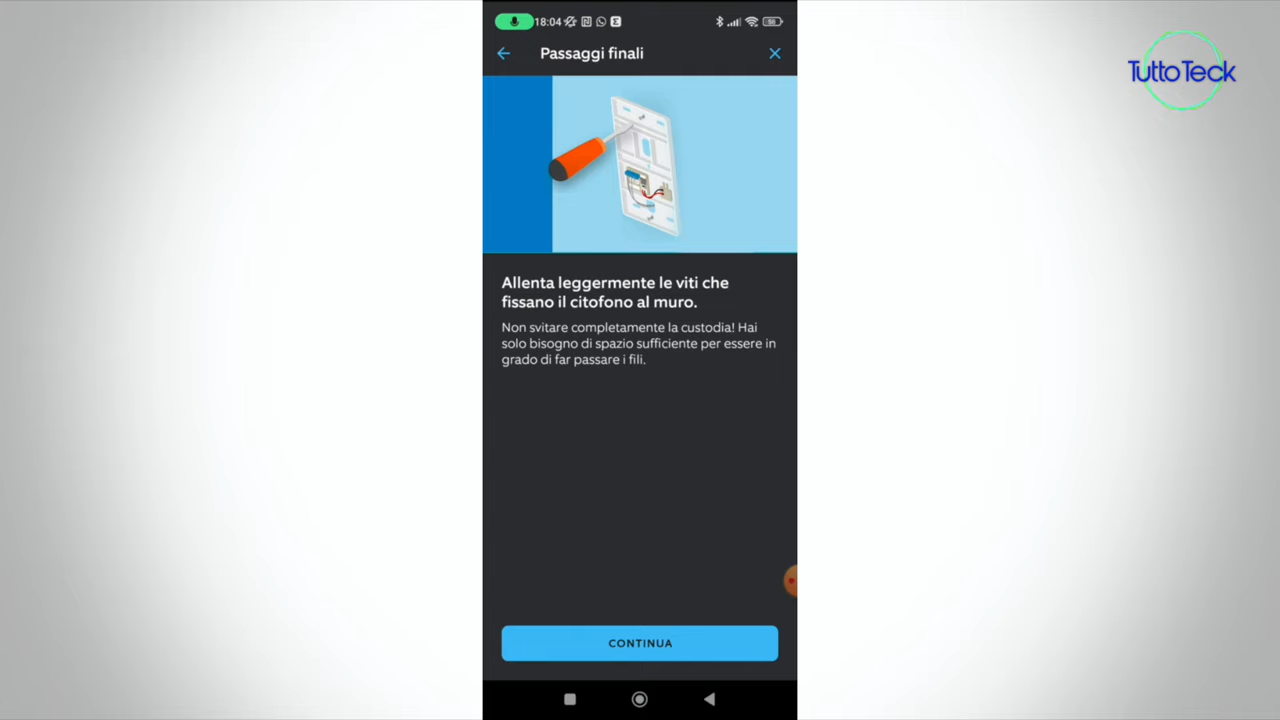 18:04
58
Passaggi finali
TuttoTeck
Allenta leggermente le viti che
fissano il citofono al muro.
Non svitare completamente la custodia! Hai
solo bisogno di spazio sufficiente per essere in
grado di far passare i fili.
CONTINUA